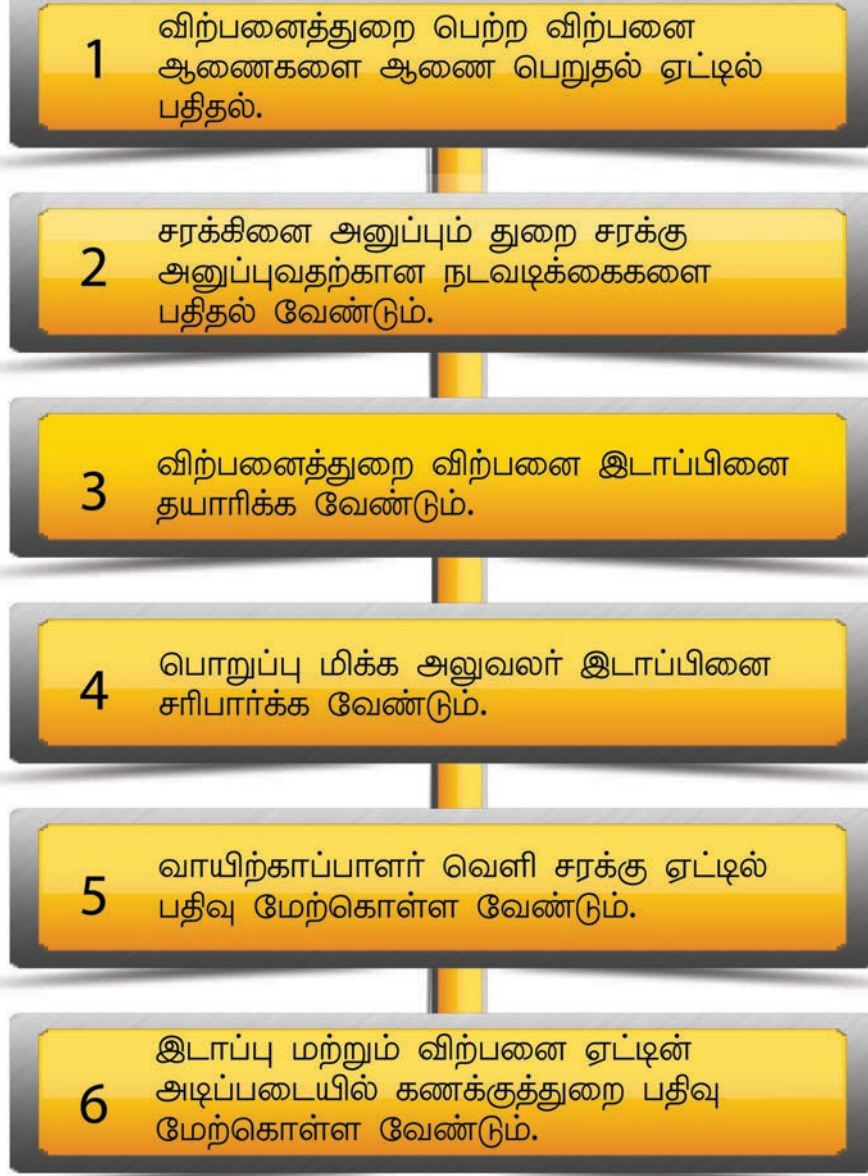 1 விற்பனைத்துறை பெற்ற விற்பனை
ஆணைகளை ஆணை பெறுதல் ஏட்டில்
பதிதல்.
2 சரக்கினை அனுப்பும் துறை சரக்கு
அனுப்புவதற்கான நடவடிக்கைகளை
பதிதல் வேண்டும்.
3 விற்பனைத்துறை விற்பனை இடாப்பினை
தயாரிக்க வேண்டும்.
4 பொறுப்பு மிக்க அலுவலர் இடாப்பினை
சரிபார்க்க வேண்டும்.
5 வாயிற்காப்பாளர் வெளி சரக்கு ஏட்டில்
பதிவு மேற்கொள்ள வேண்டும்.
6 இடாப்பு மற்றும் விற்பனை ஏட்டின்
அடிப்படையில் கணக்குத்துறை பதிவு
மேற்கொள்ள வேண்டும்.